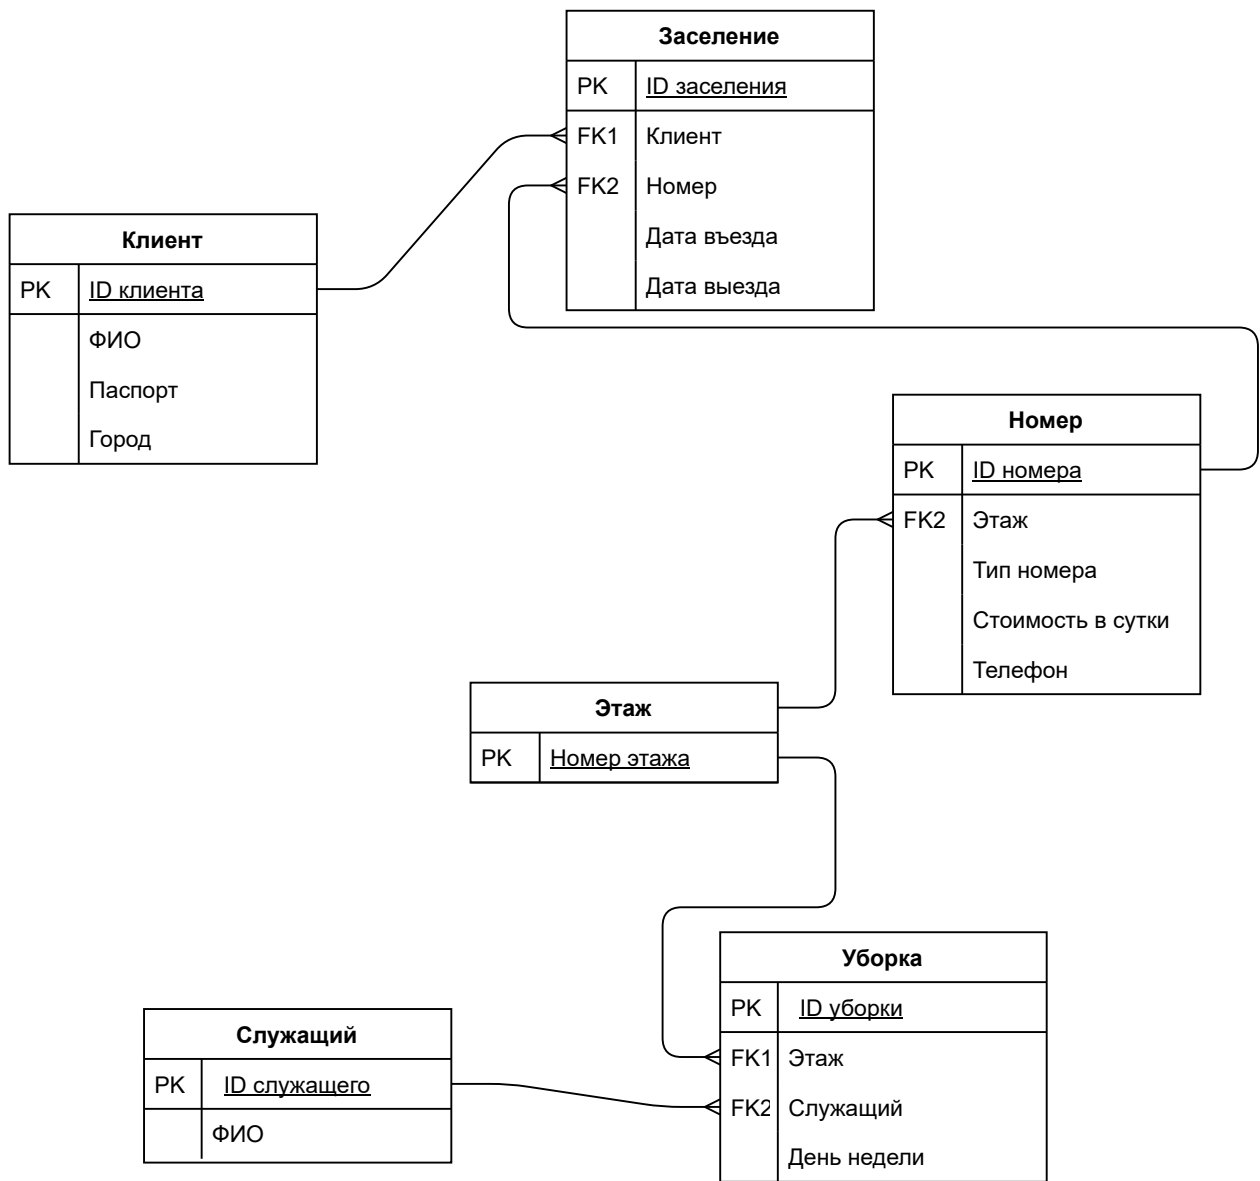 Заселение
PK ID заселения
FK1 Клиент
FK2 Номер
Дата въезда
Дата выезда
Клиент
PK ID клиента
ФИО
Паспорт
Город
Номер
PK ID номера
FK2 Этаж
Тип номера
Стоимость в сутки
Телефон
Этаж
PK Номер этажа
Уборка
PK ID уборки
FK1 Этаж
FK2 Служащий
День недели
Служащий
PK ID служащего
ФИО